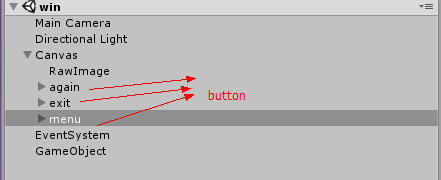 win
Main Camera
Directional Light
Canvas
RawImage
again
exit
button
menu
EventSystem
GameObject